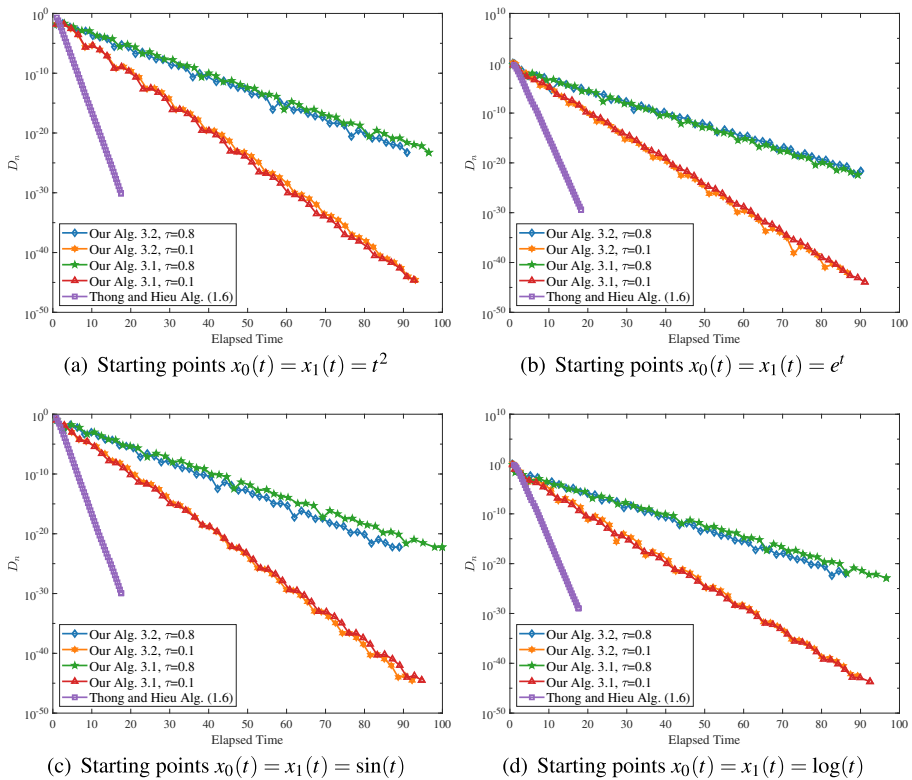 10^0
10^-10
10^-20
10^-30
10^-40
10^-50
D_n
Our Alg. 3.2, τ=0.8
Our Alg. 3.2, τ=0.1
Our Alg. 3.1, τ=0.8
Our Alg. 3.1, τ=0.1
Thong and Hieu Alg. (1.6)
0 10 20 30 40 50 60 70 80 90 100
Elapsed Time
(a) Starting points x_0(t) = x_1(t) = t^2
10^10
10^0
10^-10
10^-20
10^-30
10^-40
10^-50
D_n
Our Alg. 3.2, τ=0.8
Our Alg. 3.2, τ=0.1
Our Alg. 3.1, τ=0.8
Our Alg. 3.1, τ=0.1
Thong and Hieu Alg. (1.6)
0 10 20 30 40 50 60 70 80 90 100
Elapsed Time
(b) Starting points x_0(t) = x_1(t) = e^t
10^0
10^-10
10^-20
10^-30
10^-40
10^-50
D_n
Our Alg. 3.2, τ=0.8
Our Alg. 3.2, τ=0.1
Our Alg. 3.1, τ=0.8
Our Alg. 3.1, τ=0.1
Thong and Hieu Alg. (1.6)
0 10 20 30 40 50 60 70 80 90 100
Elapsed Time
(c) Starting points x_0(t) = x_1(t) = sin(t)
10^10
10^0
10^-10
10^-20
10^-30
10^-40
10^-50
D_n
Our Alg. 3.2, τ=0.8
Our Alg. 3.2, τ=0.1
Our Alg. 3.1, τ=0.8
Our Alg. 3.1, τ=0.1
Thong and Hieu Alg. (1.6)
0 10 20 30 40 50 60 70 80 90 100
Elapsed Time
(d) Starting points x_0(t) = x_1(t) = log(t)